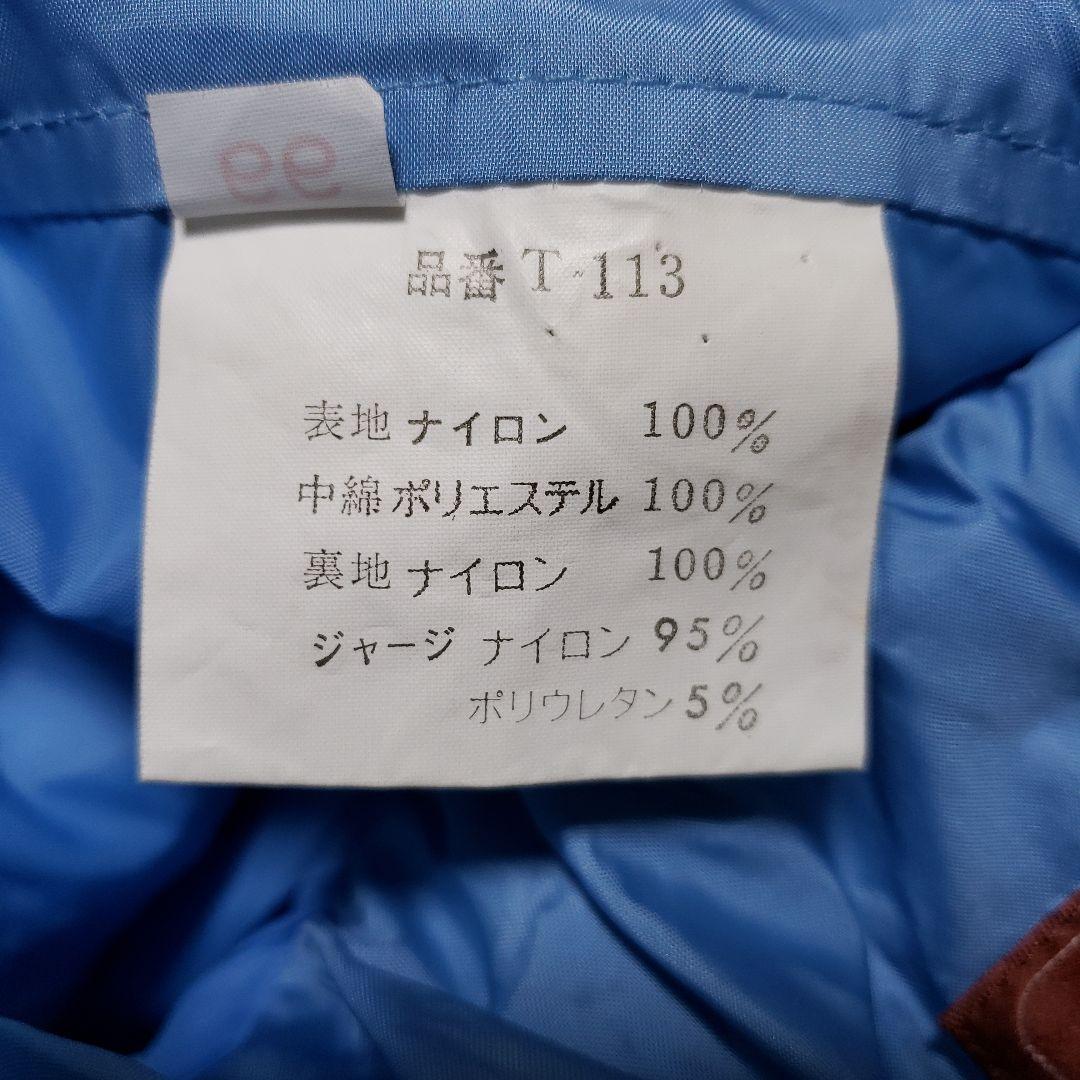 品番 T-113
表地 ナイロン 100%
中綿 ポリエステル 100%
裏地 ナイロン 100%
ジャージ ナイロン 95%
ポリウレタン 5%